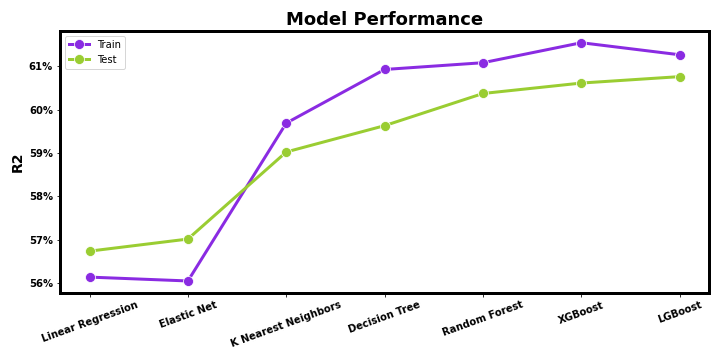 Model Performance
Train
Test
R2
61%
60%
59%
58%
57%
56%
Linear Regression
Elastic Net
K Nearest Neighbors
Decision Tree
Random Forest
XGBoost
LGBoost